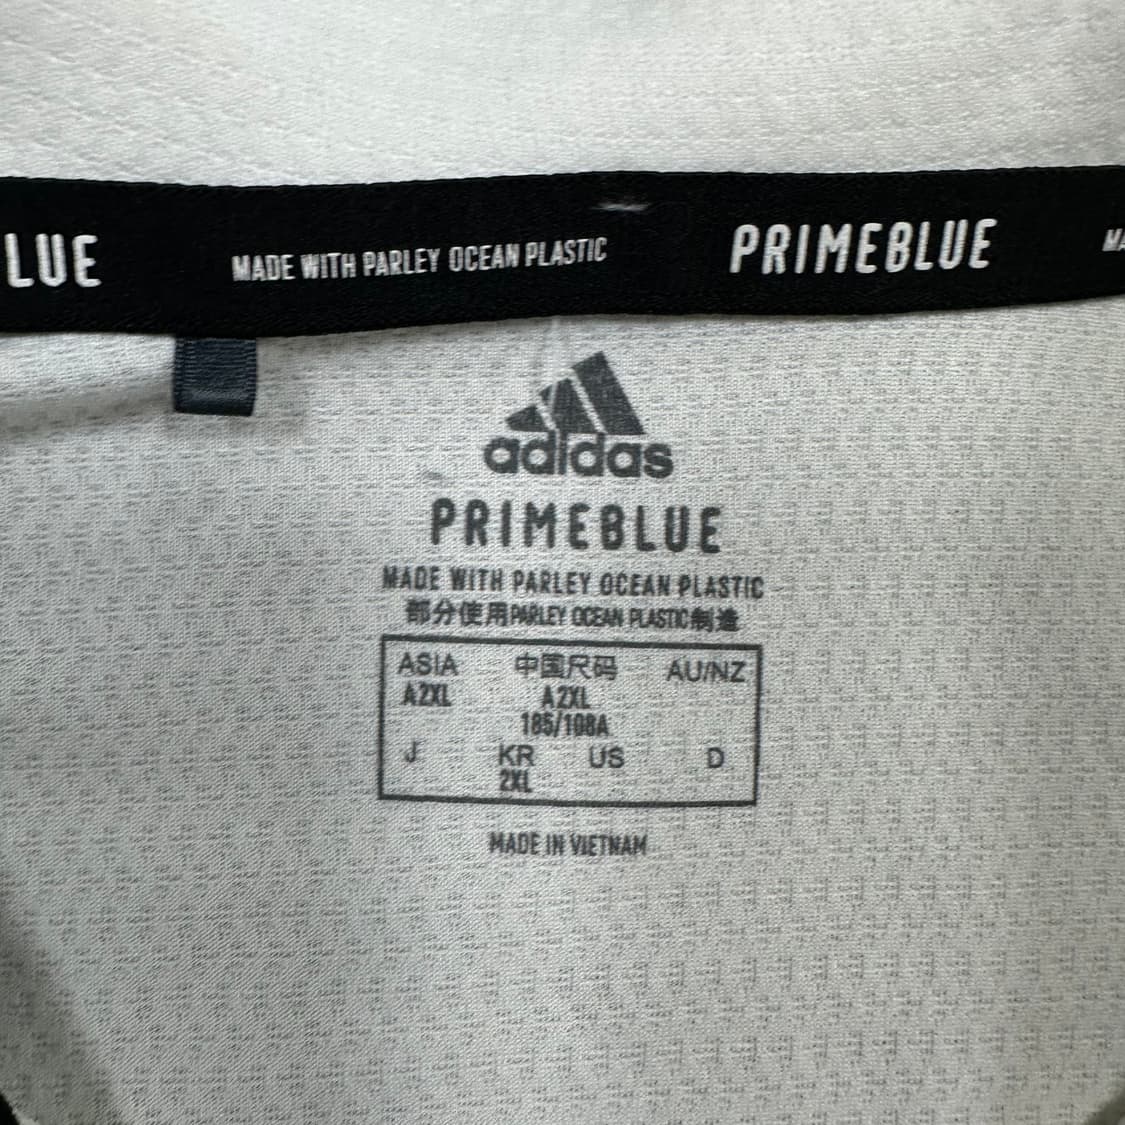 LUE MADE WITH PARLEY OCEAN PLASTIC PRIMEBLUE MA
adidas
PRIMEBLUE
MADE WITH PARLEY OCEAN PLASTIC
部分使用PARLEY OCEAN PLASTIC制造
ASIA 中国尺码 AU/NZ
A2XL A2XL
185/108A
J KR US D
2XL
MADE IN VIETNAM